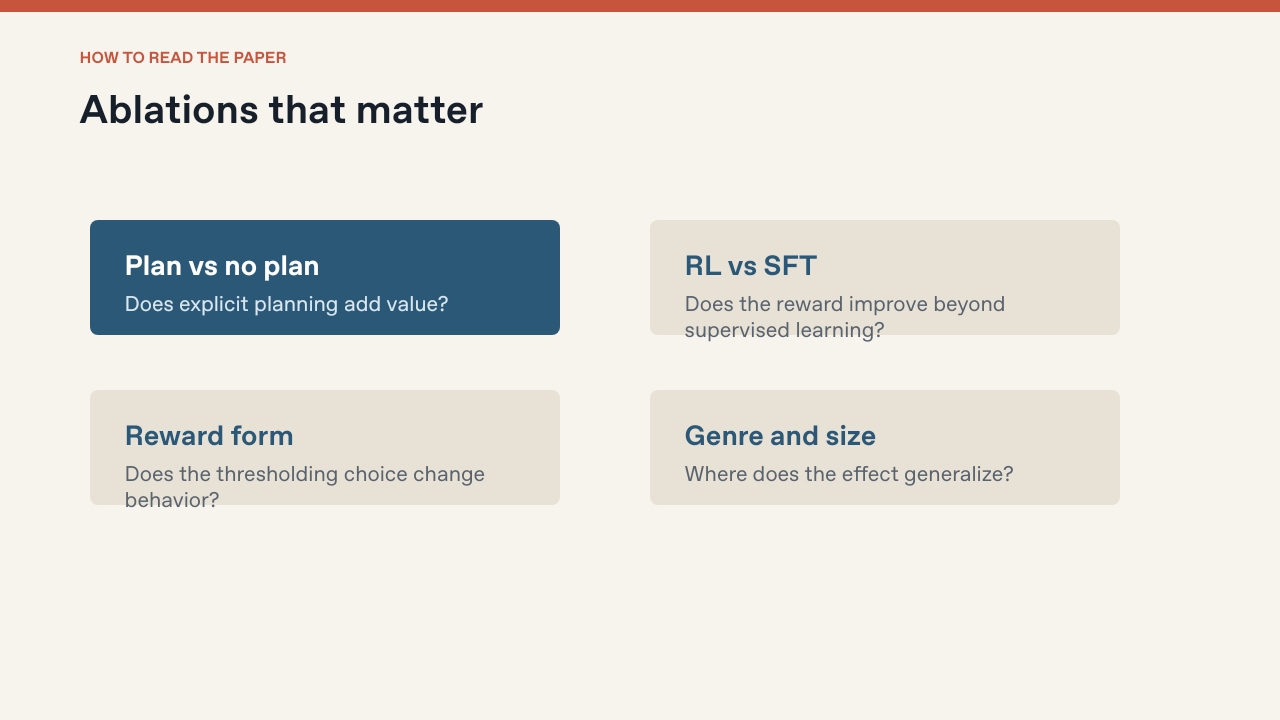 HOW TO READ THE PAPER
Ablations that matter
Plan vs no plan
Does explicit planning add value?
RL vs SFT
Does the reward improve beyond
supervised learning?
Reward form
Does the thresholding choice change
behavior?
Genre and size
Where does the effect generalize?